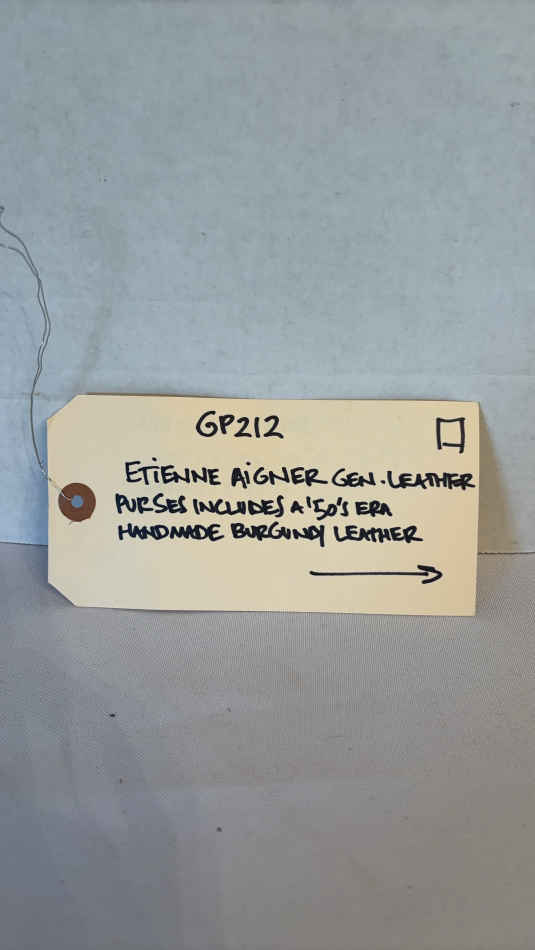 GP212
ETiENNE AiGNER GEN. LEATHER
PURSES INCLUDES A '50'S ERA
HANDMADE BURGUNDY LEATHER